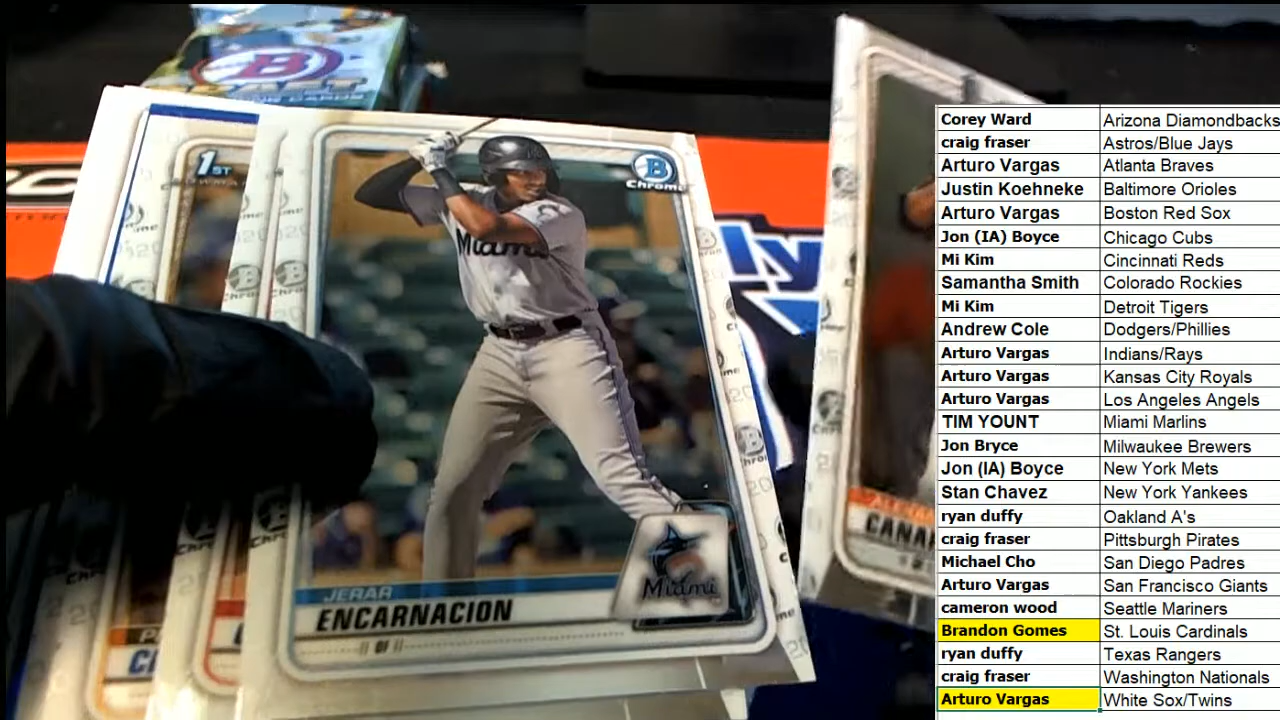 B
1ST
B
Chrome
Miami
ly
JERAR
ENCARNACION
OF
Miami
CANA
Corey Ward Arizona Diamondbacks
craig fraser Astros/Blue Jays
Arturo Vargas Atlanta Braves
Justin Koehneke Baltimore Orioles
Arturo Vargas Boston Red Sox
Jon (IA) Boyce Chicago Cubs
Mi Kim Cincinnati Reds
Samantha Smith Colorado Rockies
Mi Kim Detroit Tigers
Andrew Cole Dodgers/Phillies
Arturo Vargas Indians/Rays
Arturo Vargas Kansas City Royals
Arturo Vargas Los Angeles Angels
TIM YOUNT Miami Marlins
Jon Bryce Milwaukee Brewers
Jon (IA) Boyce New York Mets
Stan Chavez New York Yankees
ryan duffy Oakland A's
craig fraser Pittsburgh Pirates
Michael Cho San Diego Padres
Arturo Vargas San Francisco Giants
cameron wood Seattle Mariners
Brandon Gomes St. Louis Cardinals
ryan duffy Texas Rangers
craig fraser Washington Nationals
Arturo Vargas White Sox/Twins